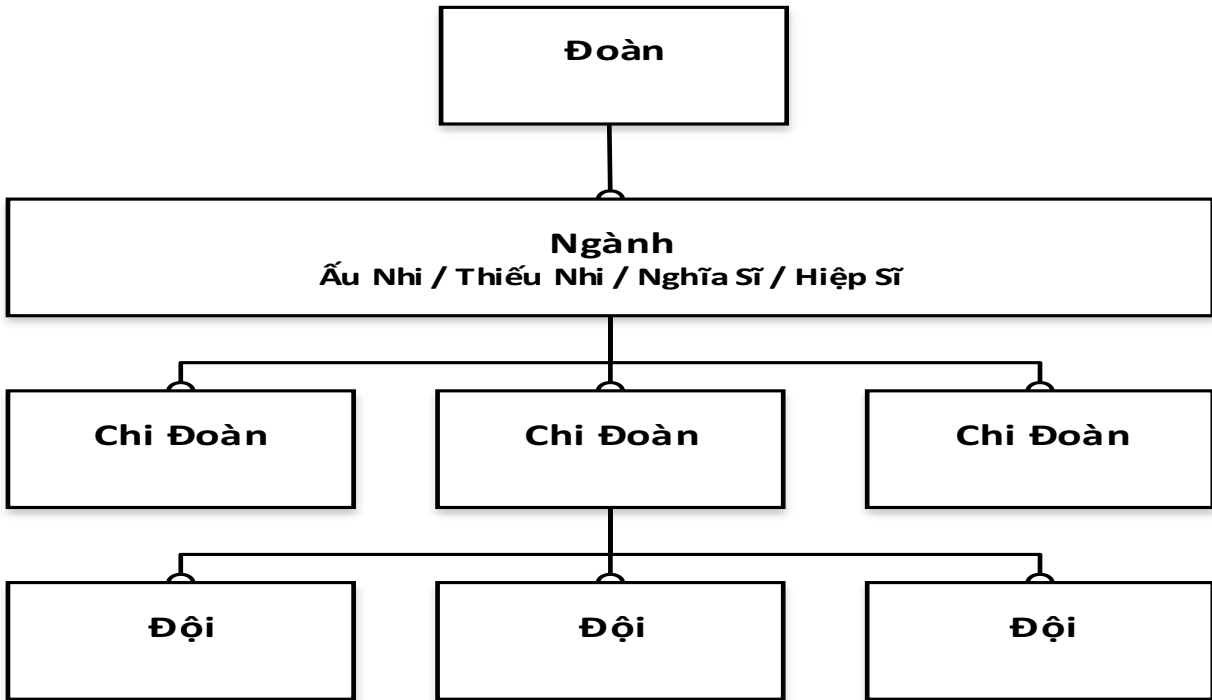 Đoàn
Ngành
Ấu Nhi / Thiếu Nhi / Nghĩa Sĩ / Hiệp Sĩ
Chi Đoàn
Chi Đoàn
Chi Đoàn
Đội
Đội
Đội